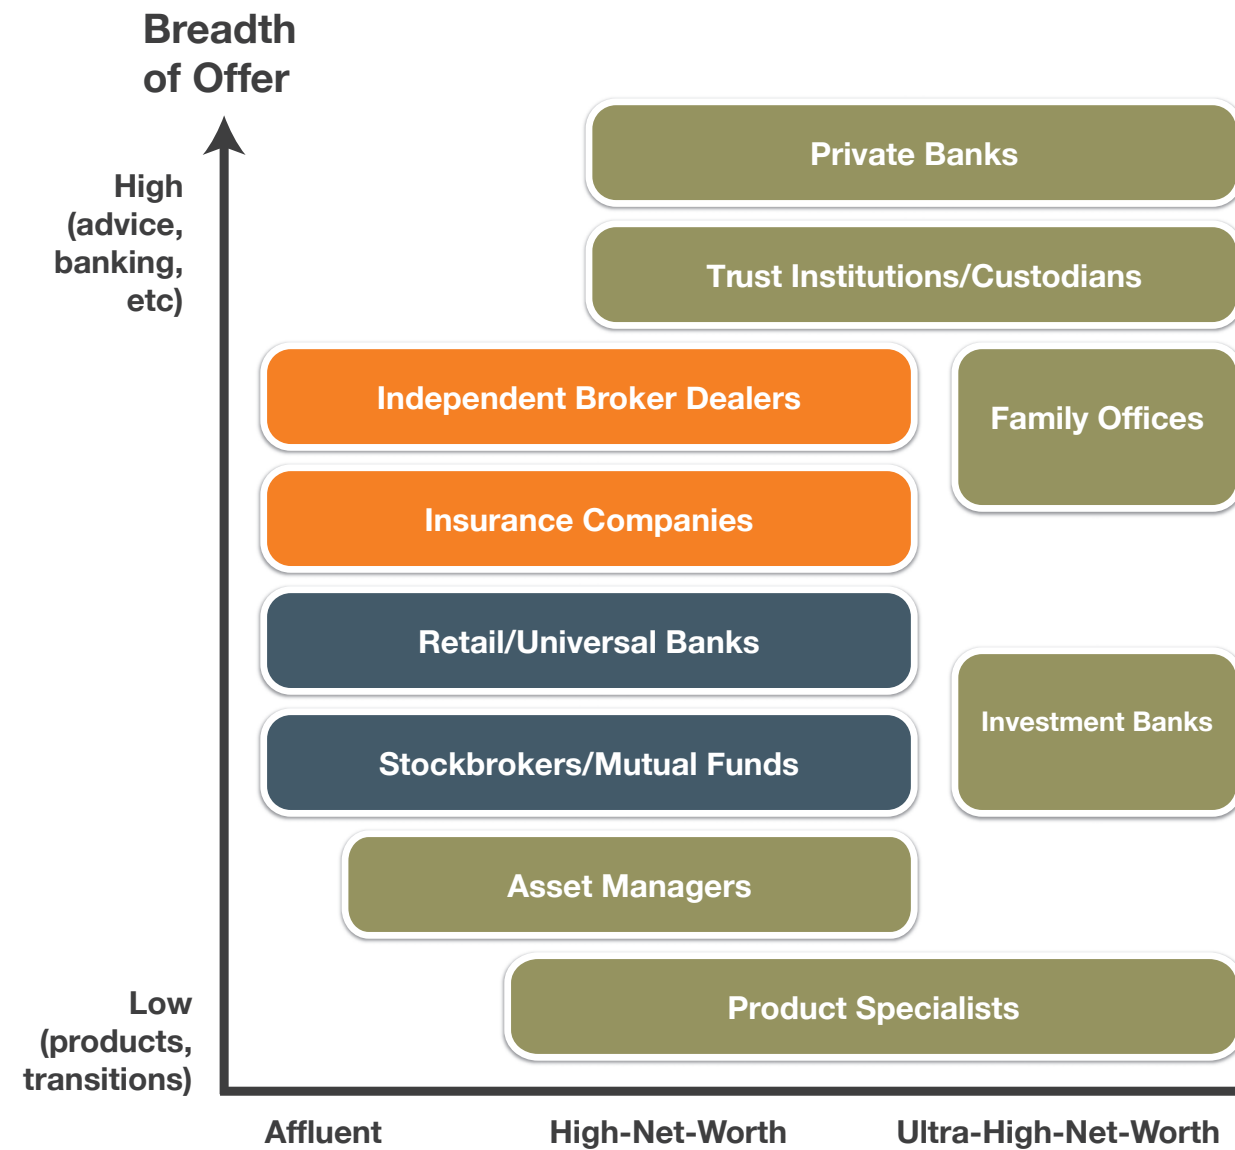 Breadth
of Offer
High
(advice,
banking,
etc)
Private Banks
Trust Institutions/Custodians
Independent Broker Dealers
Family Offices
Insurance Companies
Retail/Universal Banks
Investment Banks
Stockbrokers/Mutual Funds
Asset Managers
Low
(products,
transitions)
Product Specialists
Affluent
High-Net-Worth
Ultra-High-Net-Worth